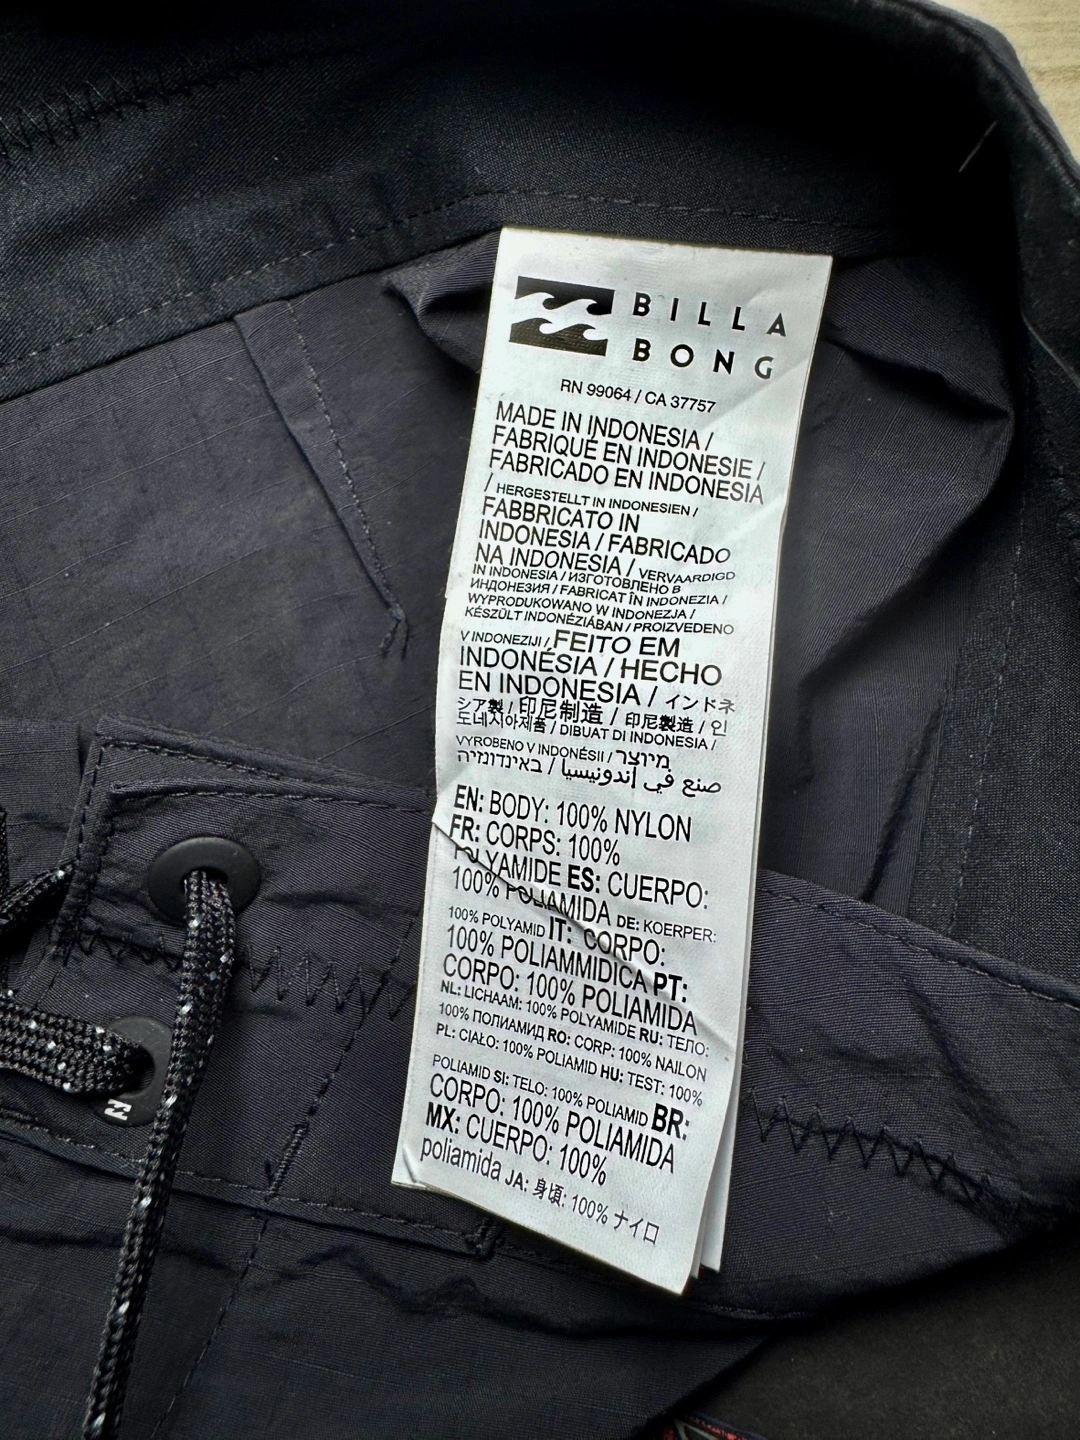 BILLA
BONG
RN 99064 / CA 37757
MADE IN INDONESIA /
FABRIQUÉ EN INDONESIE /
FABRICADO EN INDONESIA
/ HERGESTELLT IN INDONESIEN /
FABBRICATO IN
INDONESIA / FABRICADO
NA INDONESIA / VERVAARDIGD
IN INDONESIA / ИЗГОТОВЛЕНО В
ИНДОНЕЗИЯ / FABRICAT ÎN INDONEZIA /
WYPRODUKOWANO W INDONEZJA /
KÉSZÜLT INDONÉZIÁBAN / PROIZVEDENO
V INDONEZIJI / FEITO EM
INDONÉSIA / HECHO
EN INDONESIA / インドネ
シア製 / 印尼制造 / 印尼製造 / 인
도네시아제품 / DIBUAT DI INDONESIA /
VYROBENO V INDONÉSII / מיוצר
באינדונזיה / صنع في إندونيسيا
EN: BODY: 100% NYLON
FR: CORPS: 100%
POLYAMIDE ES: CUERPO:
100% POLIAMIDA DE: KOERPER:
100% POLYAMID IT: CORPO:
100% POLIAMMIDICA PT:
CORPO: 100% POLIAMIDA
NL: LICHAAM: 100% POLYAMIDE RU: ТЕЛО:
100% ПОЛИАМИД RO: CORP: 100% NAILON
PL: CIAŁO: 100% POLIAMID HU: TEST: 100%
POLIAMID SI: TELO: 100% POLIAMID BR:
CORPO: 100% POLIAMIDA
MX: CUERPO: 100%
poliamida JA: 身頃: 100% ナイロ